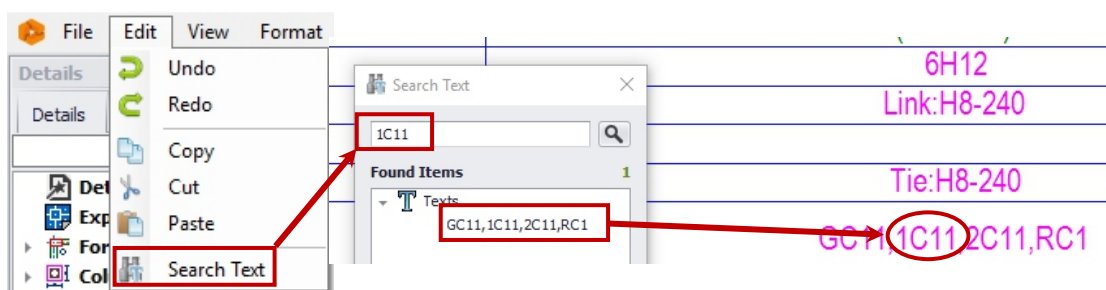 File Edit View Format
Details
Undo
Details
Redo
Copy
Cut
Paste
Search Text
Search Text
1C11
Found Items 1
Texts
GC11,1C11,2C11,RC1
6H12
Link:H8-240
Tie:H8-240
GC11,1C11,2C11,RC1